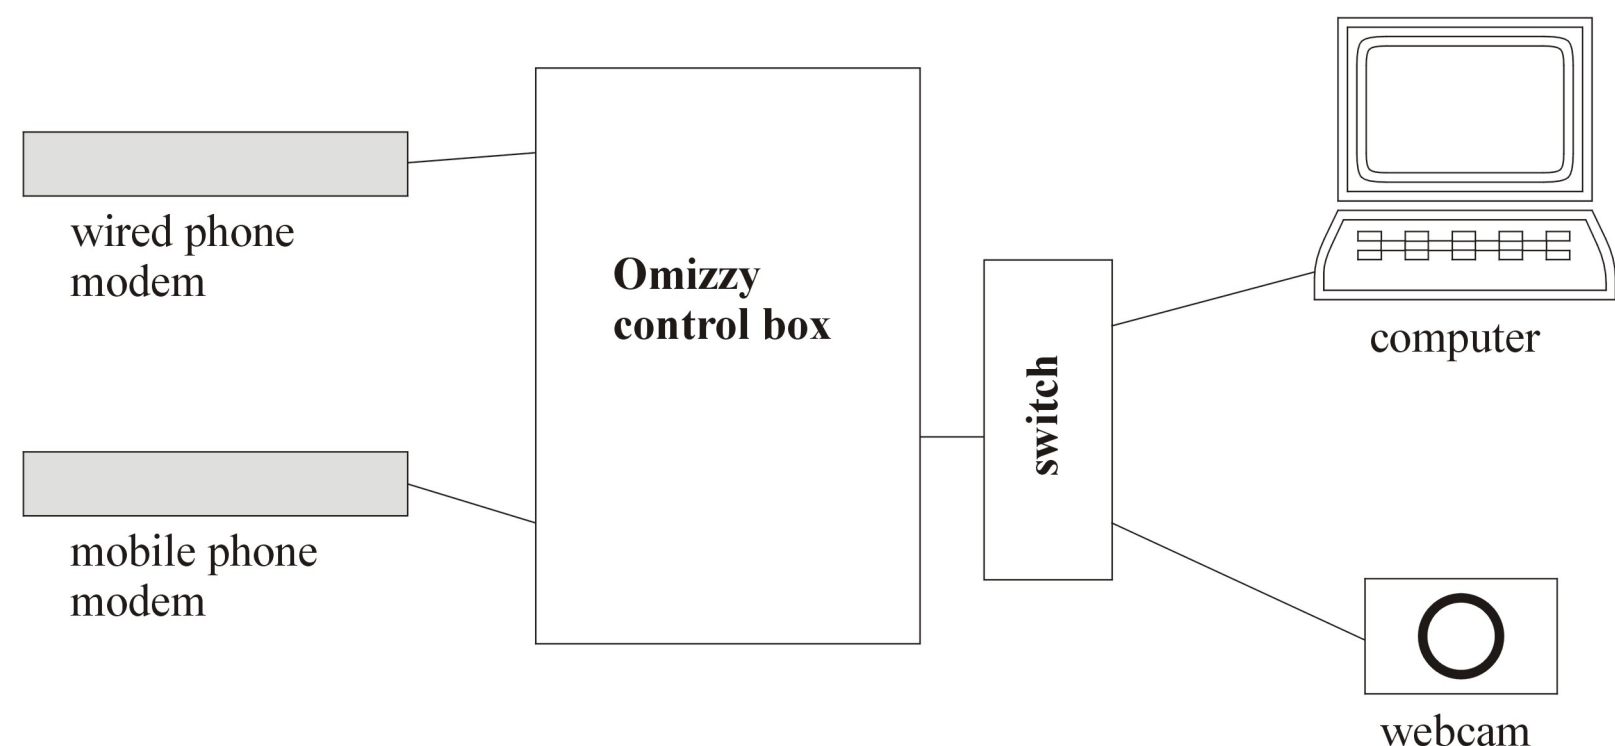 wired phone
modem
mobile phone
modem
Omizzy
control box
switch
computer
webcam